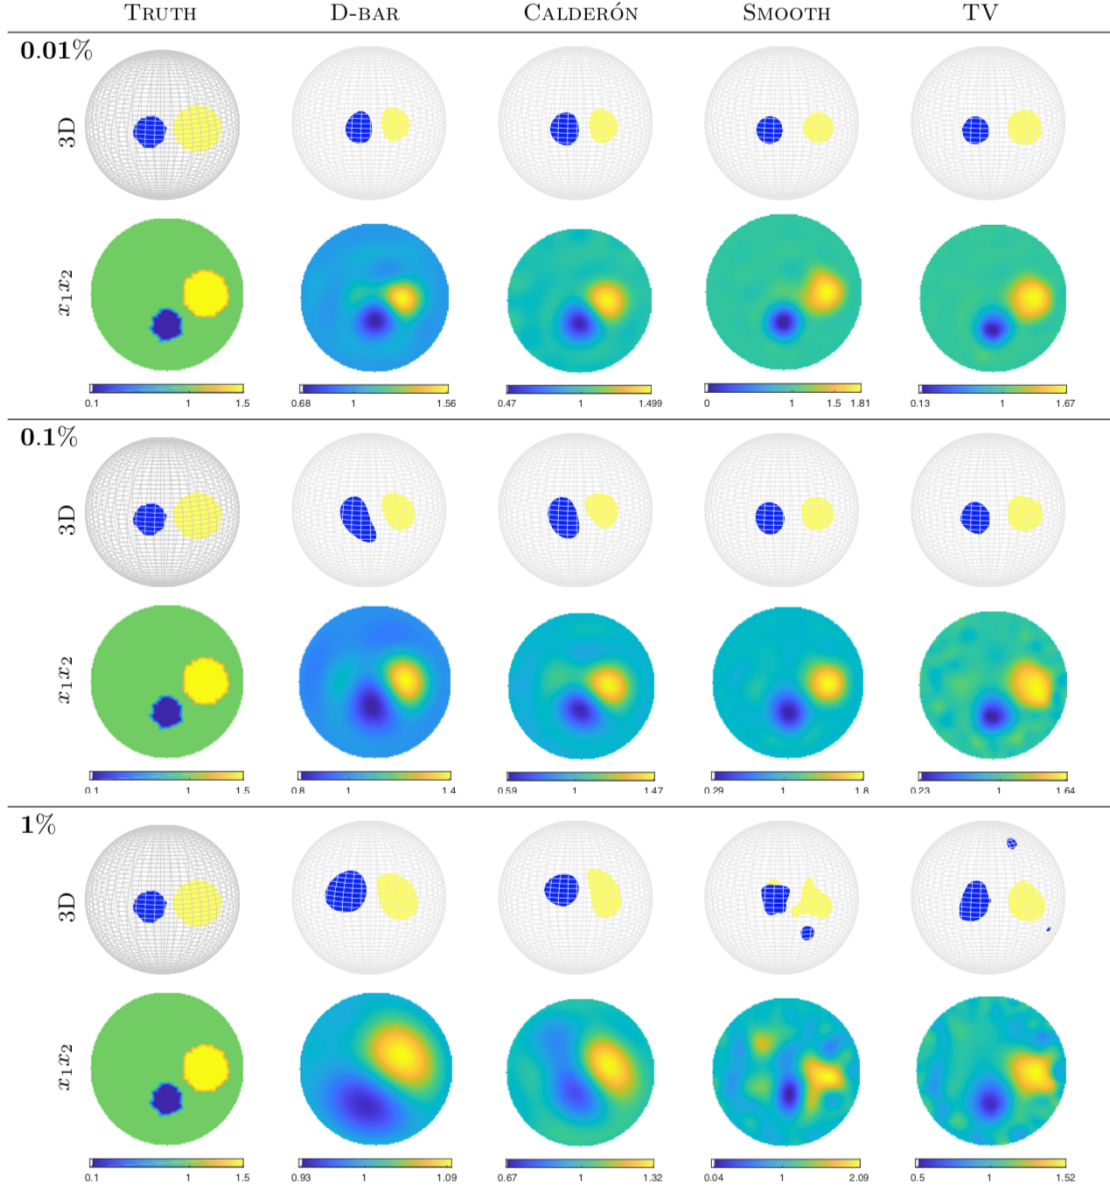 TRUTH D-BAR CALDERÓN SMOOTH TV
0.01%
3D
x₁x₂
0.1 1 1.5 0.68 1 1.56 0.47 1 1.499 0 1 1.5 1.81 0.13 1 1.67
0.1%
3D
x₁x₂
0.1 1 1.5 0.8 1 1.4 0.59 1 1.47 0.29 1 1.8 0.23 1 1.64
1%
3D
x₁x₂
0.1 1 1.5 0.93 1 1.09 0.67 1 1.32 0.04 1 2.09 0.5 1 1.52